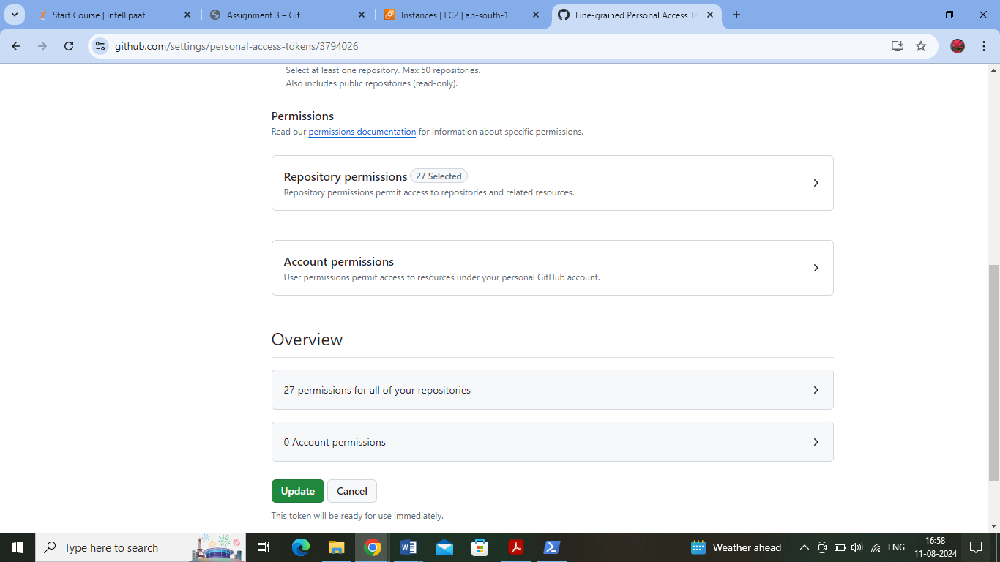 Start Course | Intellipaat
Assignment 3 – Git
Instances | EC2 | ap-south-1
Fine-grained Personal Access To
github.com/settings/personal-access-tokens/3794026
Select at least one repository. Max 50 repositories.
Also includes public repositories (read-only).
Permissions
Read our permissions documentation for information about specific permissions.
Repository permissions 27 Selected
Repository permissions permit access to repositories and related resources.
Account permissions
User permissions permit access to resources under your personal GitHub account.
Overview
27 permissions for all of your repositories
0 Account permissions
Update Cancel
This token will be ready for use immediately.
Type here to search
Weather ahead
ENG
16:58
11-08-2024